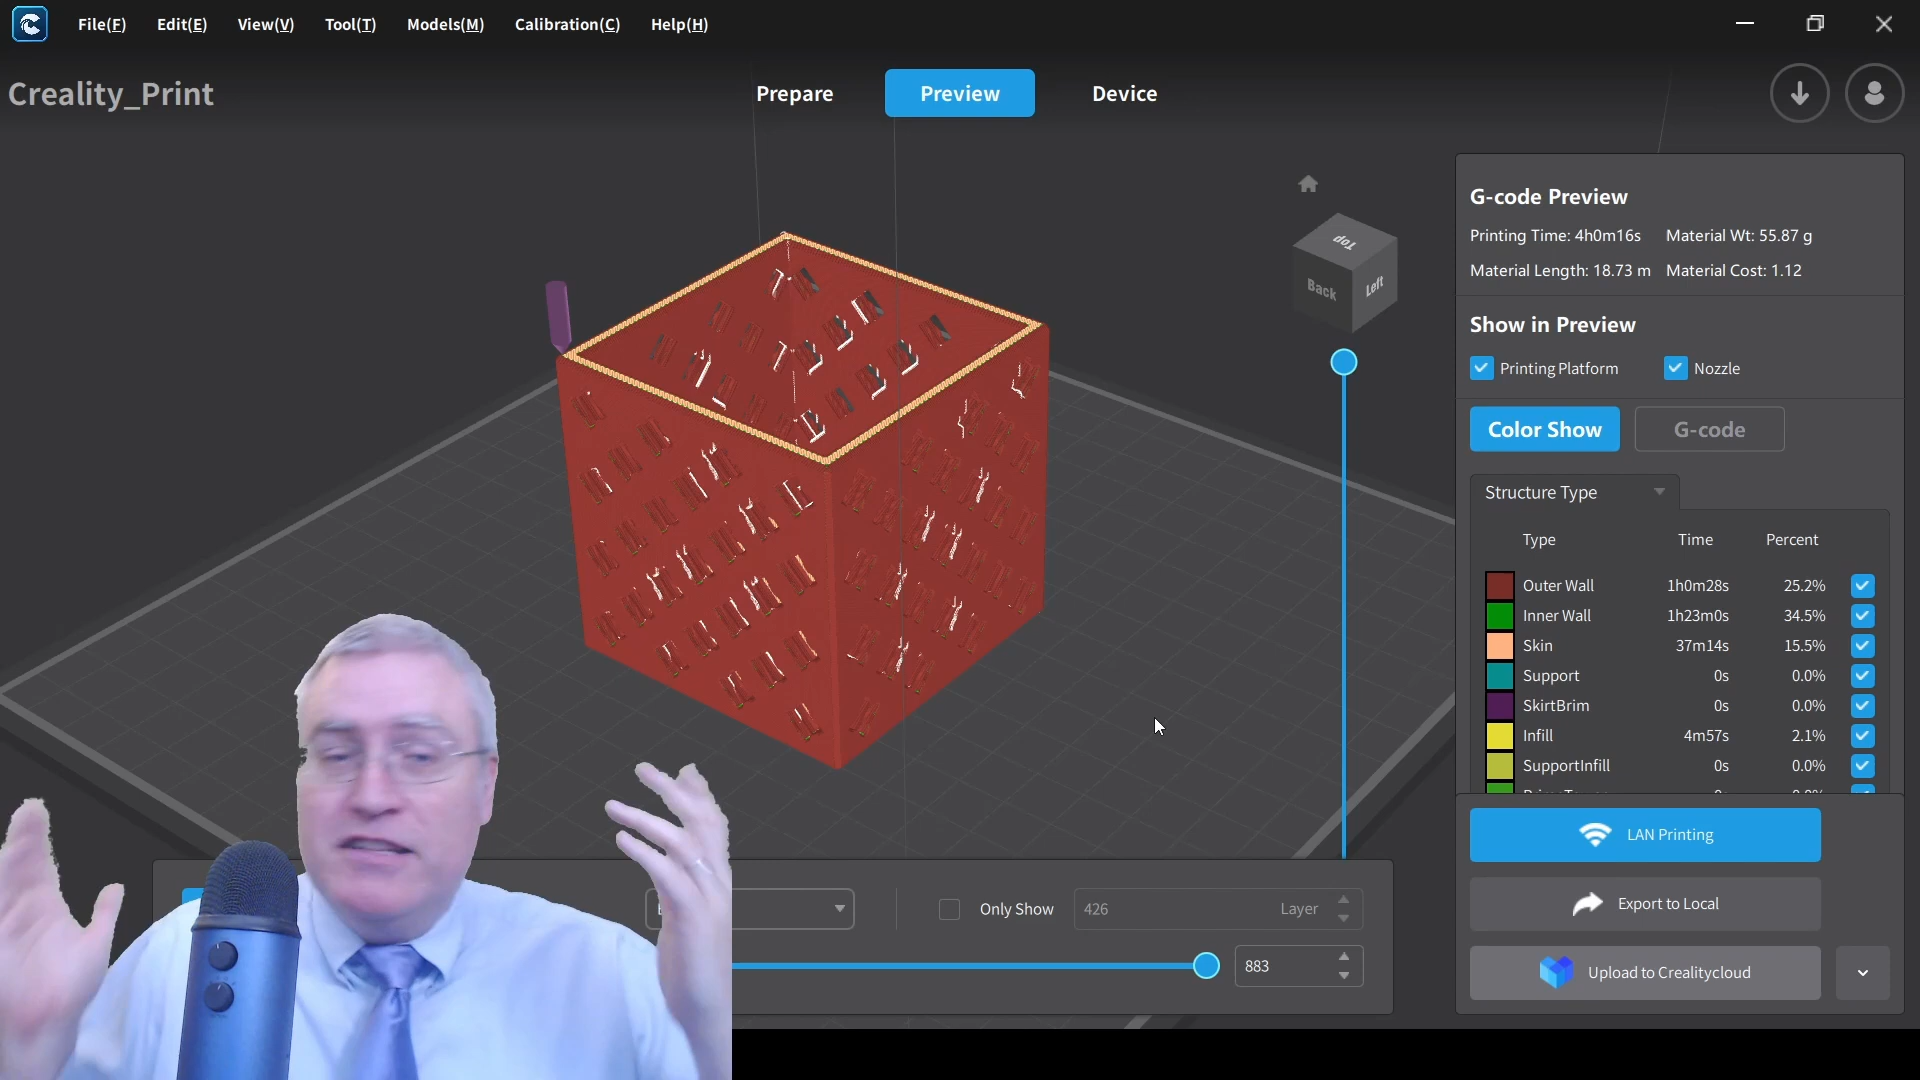 File(F) Edit(E) View(V) Tool(T) Models(M) Calibration(C) Help(H)
Creality_Print
Prepare Preview Device
Top
Back Left
G-code Preview
Printing Time: 4h0m16s Material Wt: 55.87 g
Material Length: 18.73 m Material Cost: 1.12
Show in Preview
Printing Platform Nozzle
Color Show G-code
Structure Type
Type Time Percent
Outer Wall 1h0m28s 25.2%
Inner Wall 1h23m0s 34.5%
Skin 37m14s 15.5%
Support 0s 0.0%
SkirtBrim 0s 0.0%
Infill 4m57s 2.1%
SupportInfill 0s 0.0%
LAN Printing
Export to Local
Upload to Crealitycloud
Only Show 426 Layer
883